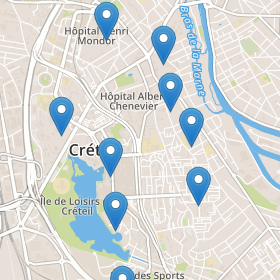 Hôpital Henri
Mondor
Bras de la Marne
Hôpital Albert
Chenevier
Crét
Île de Loisirs
Créteil
des Sports